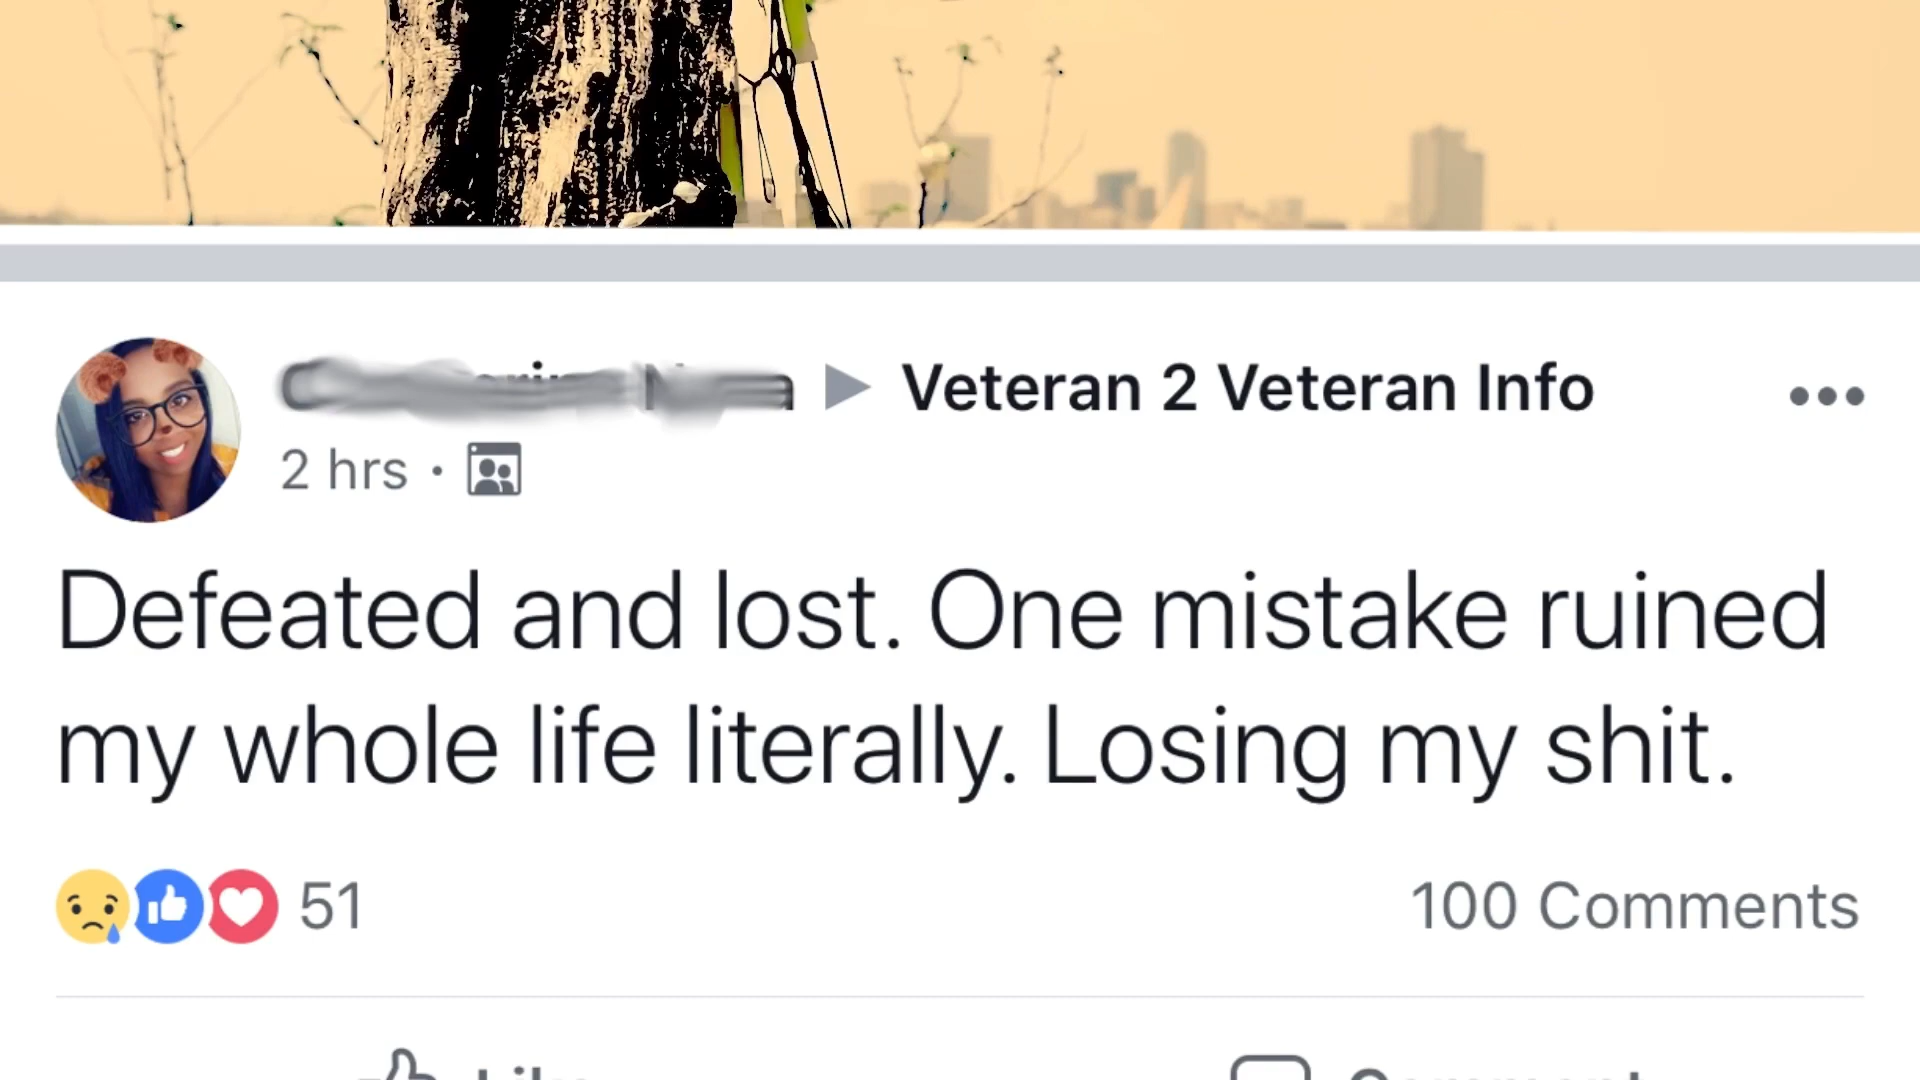 Veteran 2 Veteran Info
2 hrs ·
Defeated and lost. One mistake ruined
my whole life literally. Losing my shit.
51
100 Comments